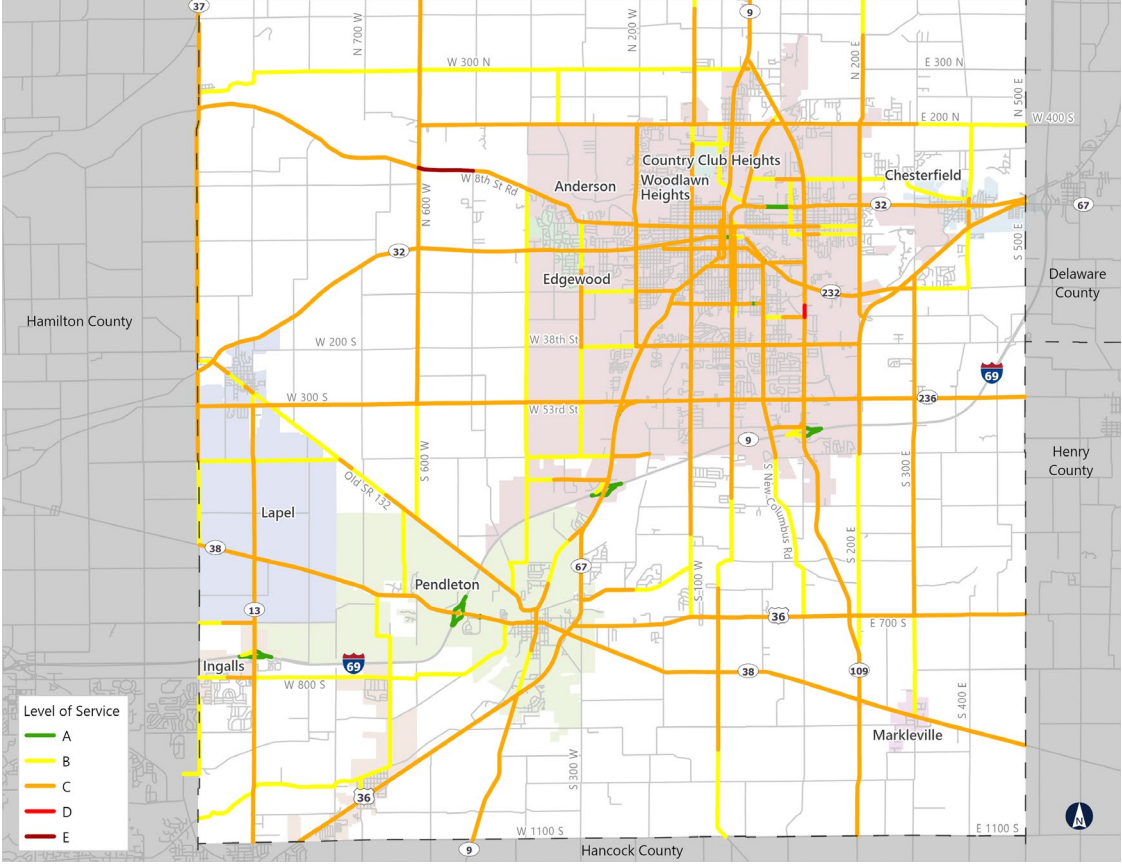 37
9
N 700 W
N 200 W
N 200 E
W 300 N
E 300 N
N 500 E
E 200 N
W 400 S
Country Club Heights
Woodlawn
Heights
Anderson
W 8th St Rd
N 600 W
Chesterfield
32
67
32
S 500 E
Edgewood
232
Delaware
County
Hamilton County
W 200 S
W 38th St
69
W 300 S
W 53rd St
236
9
Henry
County
S 600 W
Old SR 132
S New Columbus Rd
S 300 E
Lapel
38
67
S 200 E
Pendleton
S 100 W
13
36
E 700 S
Ingalls
69
38
109
W 800 S
S 400 E
Level of Service
A
B
C
D
E
Markleville
S 300 W
36
W 1100 S
E 1100 S
9
Hancock County
N